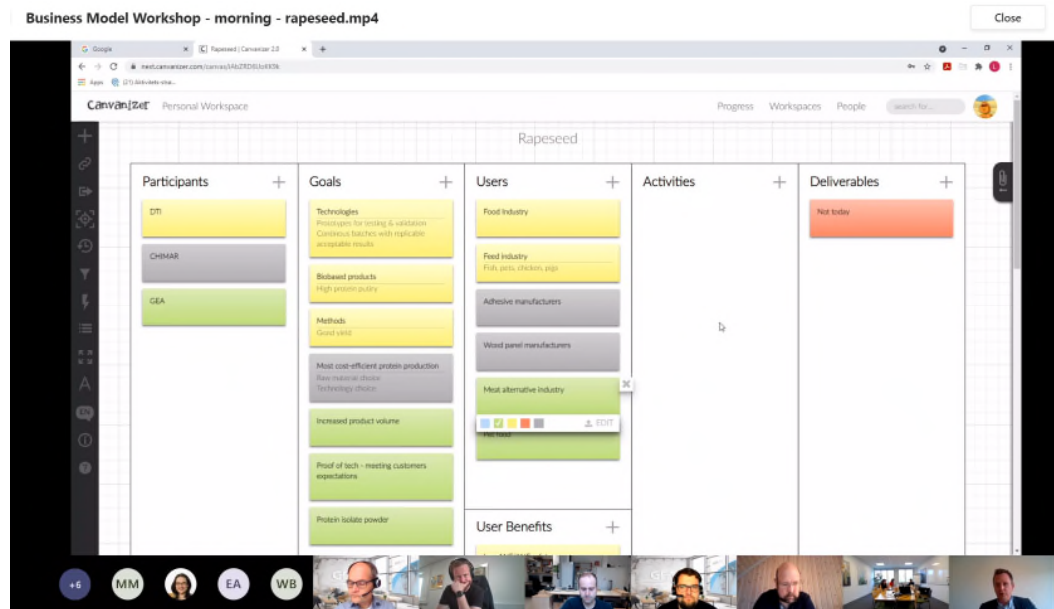 Business Model Workshop - morning - rapeseed.mp4
Close
Google
Rapeseed | Canvanizer 2.0
Apps
Canvanizer
Personal Workspace
Progress
Workspaces
People
search for...
Rapeseed
Participants
DTI
CHIMAR
GEA
Goals
Technologies
Prototypes for testing & validation
Continous batches with replicable
acceptable results
Biobased products
High protein putiry
Methods
Good yield
Most cost-efficient protein production
Raw material choice
Technology choice
Increased product volume
Proof of tech - meeting customers
expectations
Protein isolate powder
Users
Food Industry
Feed industry
Fish, pets, chicken, pigs
Adhesive manufacturers
Wood panel manufacturers
Meat alternative industry
EDIT
Pet food
User Benefits
Activities
Deliverables
Not today
EN
+6
MM
EA
WB